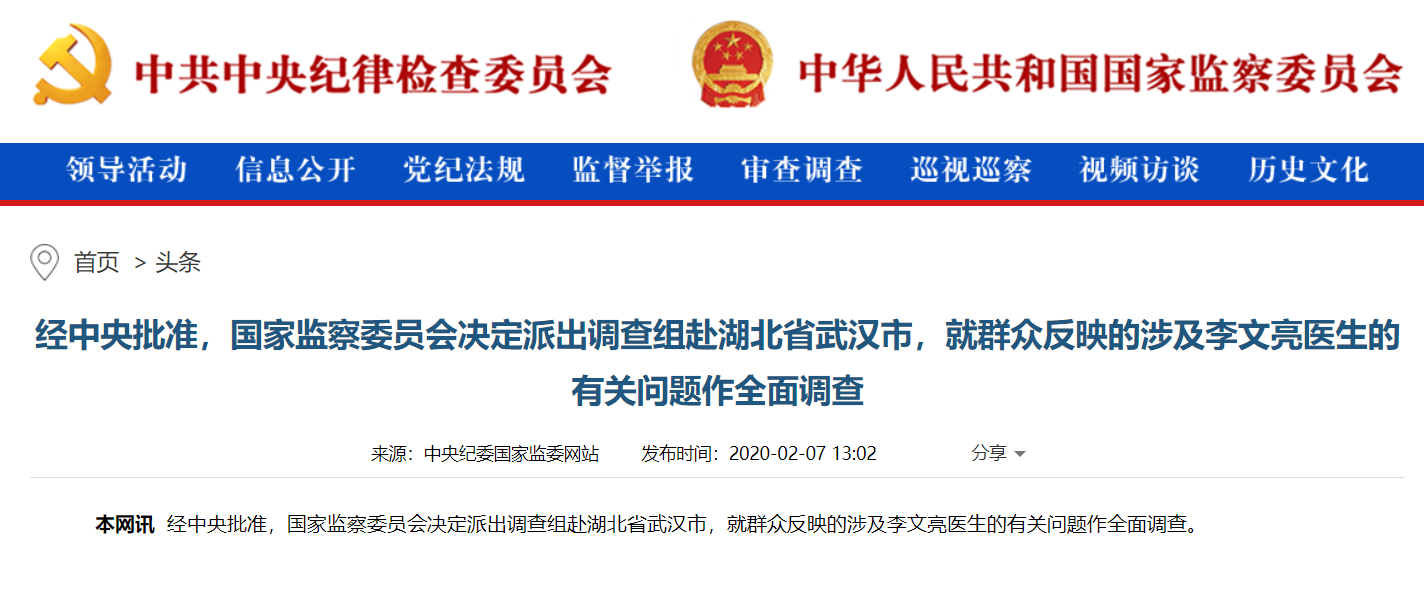 中共中央纪律检查委员会 中华人民共和国国家监察委员会
领导活动 信息公开 党纪法规 监督举报 审查调查 巡视巡察 视频访谈 历史文化
首页 > 头条
经中央批准，国家监察委员会决定派出调查组赴湖北省武汉市，就群众反映的涉及李文亮医生的
有关问题作全面调查
来源：中央纪委国家监委网站 发布时间：2020-02-07 13:02 分享
本网讯 经中央批准，国家监察委员会决定派出调查组赴湖北省武汉市，就群众反映的涉及李文亮医生的有关问题作全面调查。